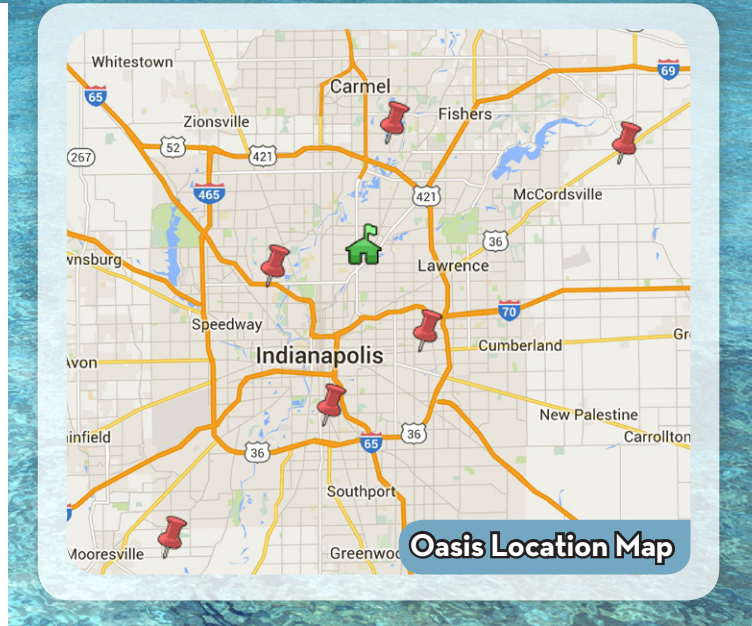 Whitestown
69
Carmel
65
Fishers
Zionsville
52
421
267
465
421
McCordsville
36
wnsburg
Lawrence
70
Speedway
Gr
Cumberland
Indianapolis
Avon
New Palestine
36
ainfield
65
Carrollton
36
Southport
Mooresville
Greenwoo
Oasis Location Map